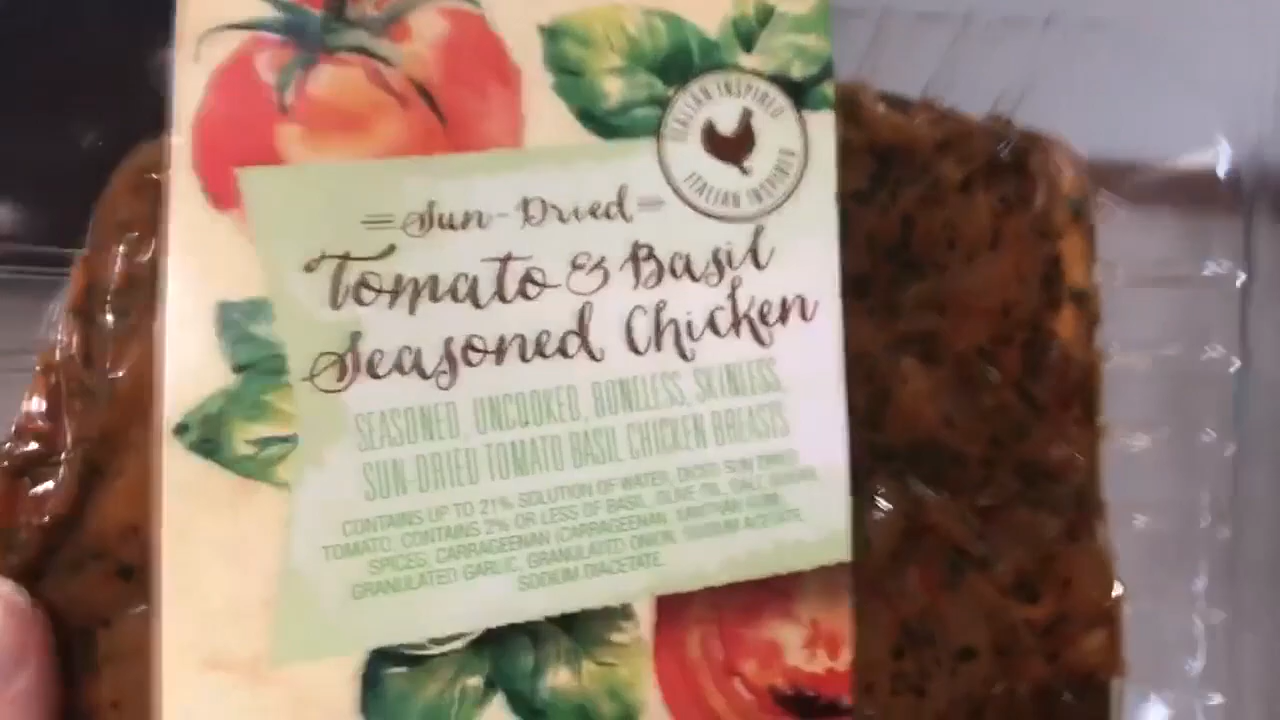 ITALIAN INSPIRED
ITALIAN INSPIRED
Sun-Dried
Tomato & Basil
Seasoned Chicken
SEASONED, UNCOOKED, BONELESS, SKINLESS,
SUN-DRIED TOMATO BASIL CHICKEN BREASTS
CONTAINS UP TO 21% SOLUTION OF WATER, DICED SUN DRIED
TOMATO, CONTAINS 2% OR LESS OF BASIL, OLIVE OIL, SALT, SUGAR,
SPICES, CARRAGEENAN (CARRAGEENAN, XANTHAN GUM,
GRANULATED GARLIC, GRANULATED ONION, SODIUM ACETATE,
SODIUM DIACETATE.